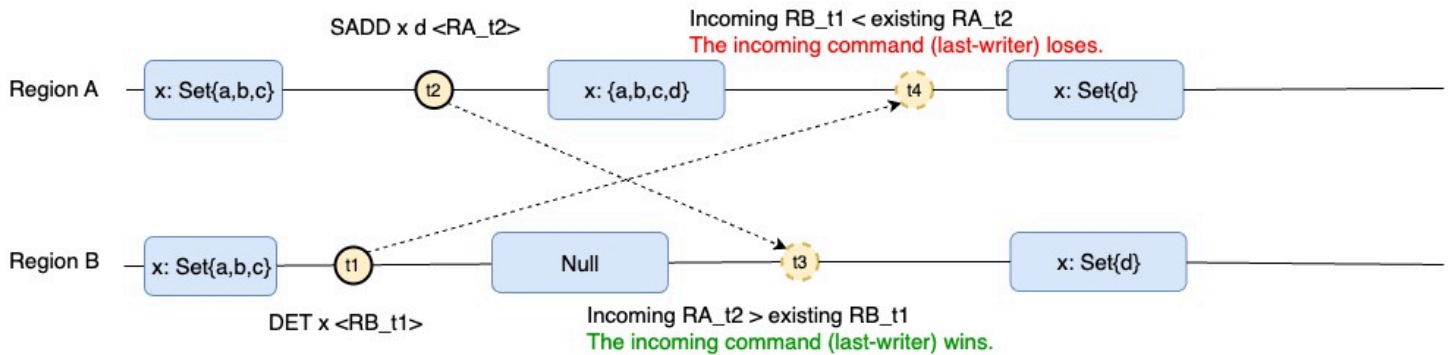 SADD x d <RA_t2>
Incoming RB_t1 < existing RA_t2
The incoming command (last-writer) loses.
Region A
x: Set{a,b,c}
t2
x: {a,b,c,d}
t4
x: Set{d}
Region B
x: Set{a,b,c}
t1
Null
t3
x: Set{d}
DET x <RB_t1>
Incoming RA_t2 > existing RB_t1
The incoming command (last-writer) wins.